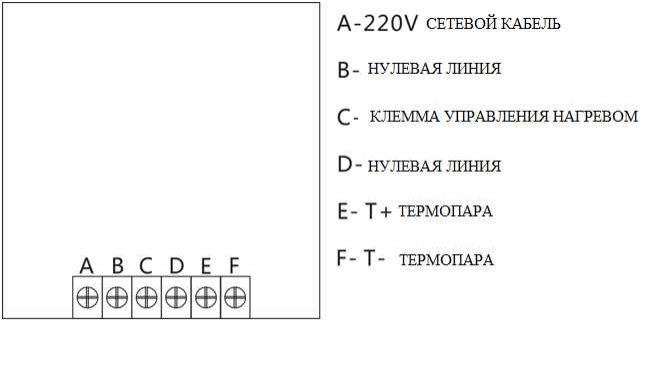 A-220V СЕТЕВОЙ КАБЕЛЬ
B- НУЛЕВАЯ ЛИНИЯ
C- КЛЕММА УПРАВЛЕНИЯ НАГРЕВОМ
D- НУЛЕВАЯ ЛИНИЯ
E- T+ ТЕРМОПАРА
F- T- ТЕРМОПАРА
A B C D E F